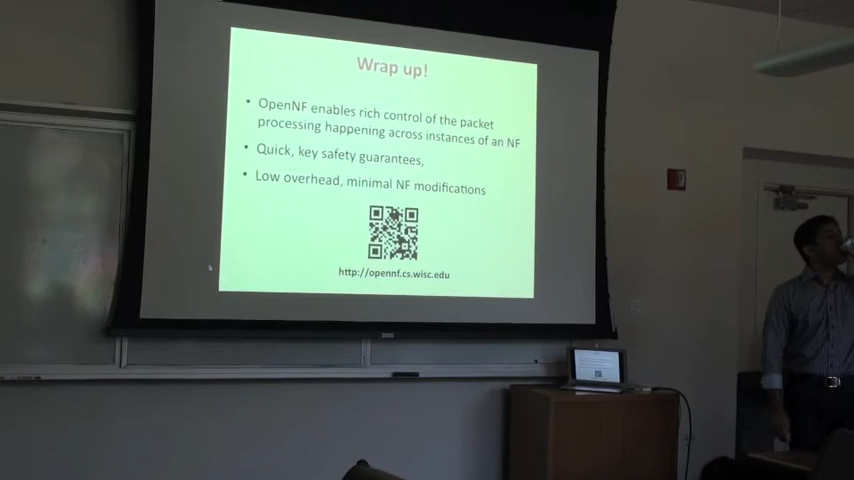 Wrap up!
• OpenNF enables rich control of the packet
processing happening across instances of an NF
• Quick, key safety guarantees,
• Low overhead, minimal NF modifications
http://opennf.cs.wisc.edu